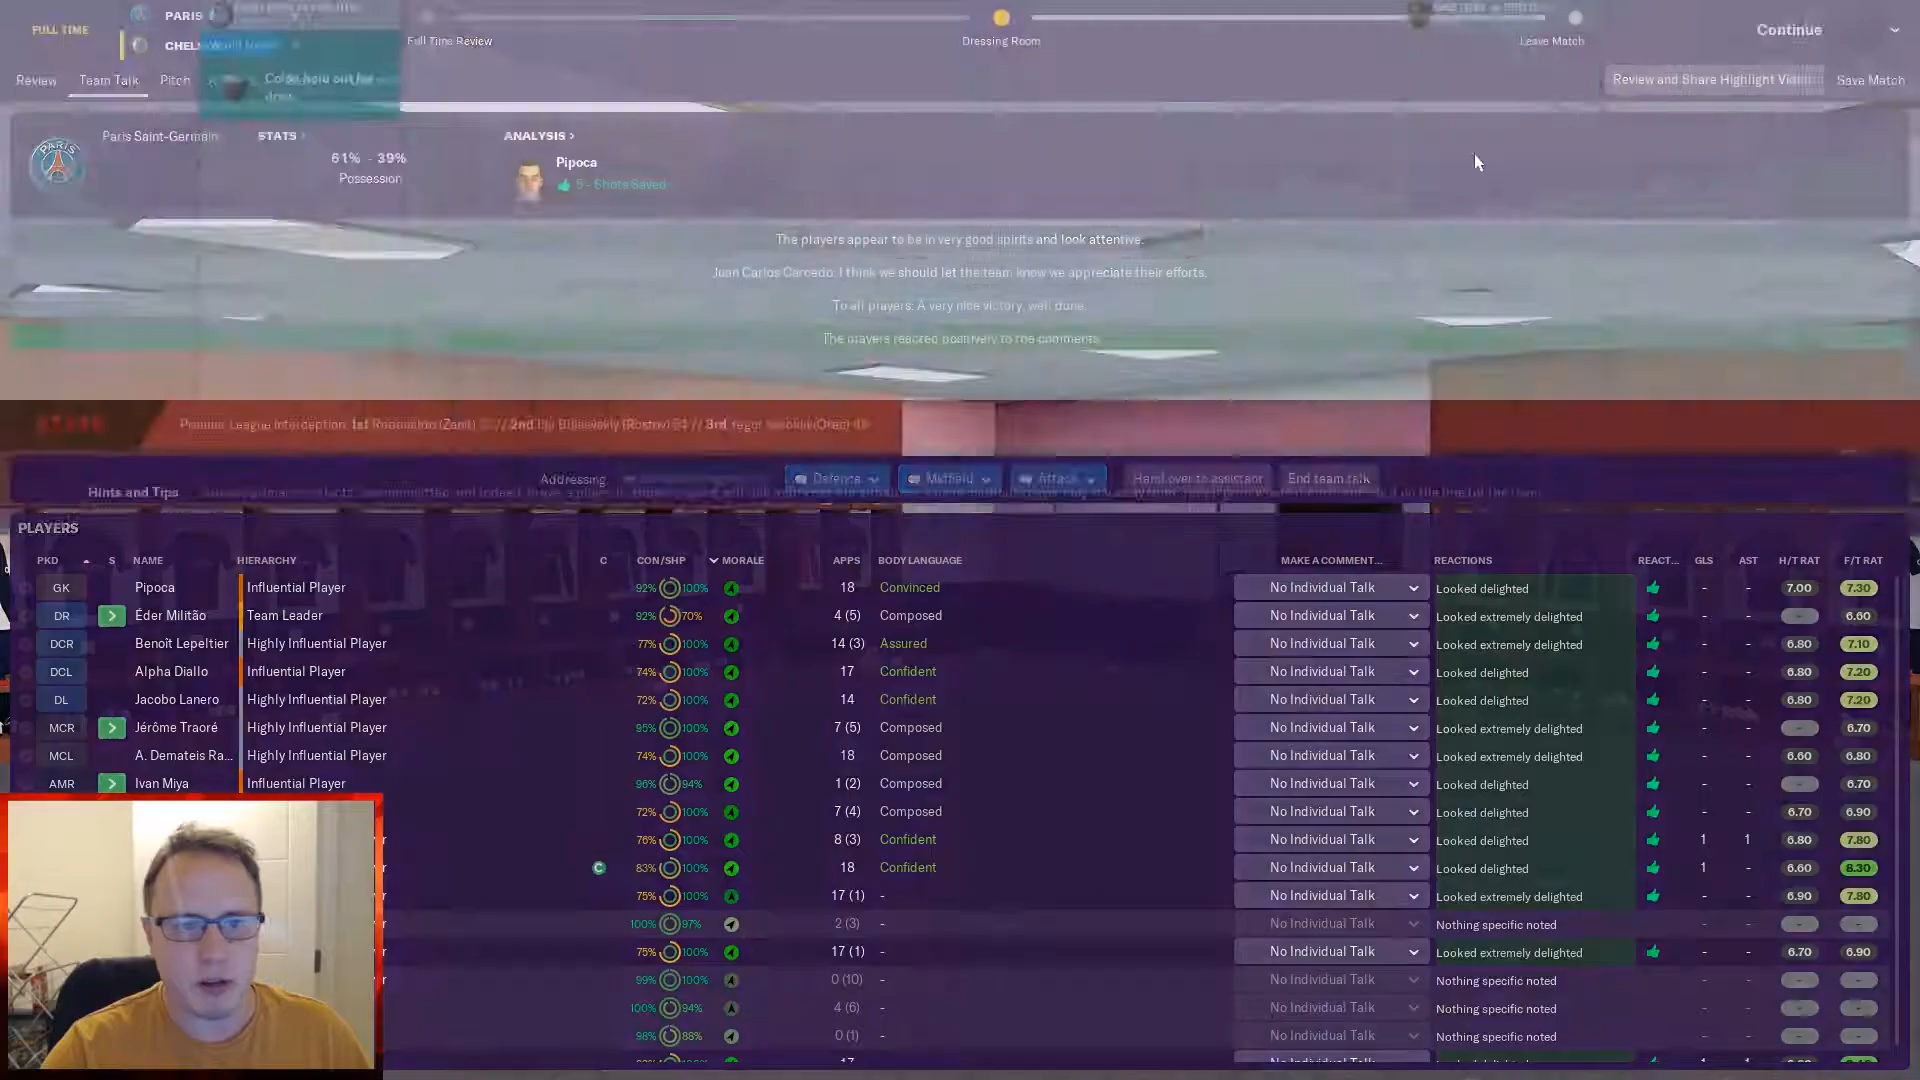 FULL TIME
PARIS
CHEL
Full Time Review
Dressing Room
Leave Match
Continue
Review
Team Talk
Pitch
Review and Share Highlight
Save Match
Paris Saint-Germain
STATS
61% - 39%
Possession
ANALYSIS >
Pipoca
5 - Shots Saved
The players appear to be in very good spirits and look attentive.
Juan Carlos Carcedo: I think we should let the team know we appreciate their efforts.
To all players: A very nice victory, well done.
The players reacted positively to the comments.
Premier League Interception: 1st // 2nd // 3rd
Addressing
Defence
Midfield
Attack
Hand over to assistant
End team talk
Hints and Tips
PLAYERS
PKD S NAME HIERARCHY C CON/SHP MORALE APPS BODY LANGUAGE MAKE A COMMENT... REACTIONS REACT... GLS AST H/T RAT F/T RAT
GK Pipoca Influential Player 92% 100% 18 Convinced No Individual Talk Looked delighted - - 7.00 7.30
DR Éder Militão Team Leader 92% 70% 4 (5) Composed No Individual Talk Looked extremely delighted - - - 6.60
DCR Benoît Lepeltier Highly Influential Player 77% 100% 14 (3) Assured No Individual Talk Looked extremely delighted - - 6.80 7.10
DCL Alpha Diallo Influential Player 74% 100% 17 Confident No Individual Talk Looked delighted - - 6.80 7.20
DL Jacobo Lanero Highly Influential Player 72% 100% 14 Confident No Individual Talk Looked delighted - - 6.80 7.20
MCR Jérôme Traoré Highly Influential Player 95% 100% 7 (5) Composed No Individual Talk Looked extremely delighted - - - 6.70
MCL A. Demateis Ra... Highly Influential Player 74% 100% 18 Composed No Individual Talk Looked extremely delighted - - 6.60 6.80
AMR Ivan Miya Influential Player 96% 94% 1 (2) Composed No Individual Talk Looked delighted - - - 6.70
72% 100% 7 (4) Composed No Individual Talk Looked delighted - - 6.70 6.90
r 76% 100% 8 (3) Confident No Individual Talk Looked delighted 1 1 6.80 7.80
r C 83% 100% 18 Confident No Individual Talk Looked delighted 1 - 6.60 8.30
r 75% 100% 17 (1) - No Individual Talk Looked extremely delighted - - 6.90 7.80
r 100% 97% 2 (3) - No Individual Talk Nothing specific noted - - - -
r 75% 100% 17 (1) - No Individual Talk Looked extremely delighted - - 6.70 6.90
r 99% 100% 0 (10) - No Individual Talk Nothing specific noted - - - -
100% 94% 4 (6) - No Individual Talk Nothing specific noted - - - -
98% 88% 0 (1) - No Individual Talk Nothing specific noted - - - -